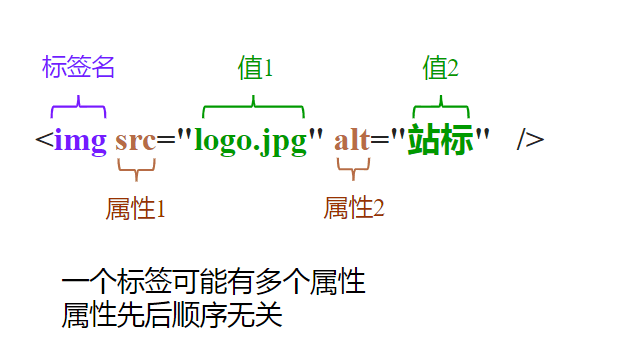 标签名 值1 值2
<img src="logo.jpg" alt="站标" />
属性1 属性2
一个标签可能有多个属性
属性先后顺序无关